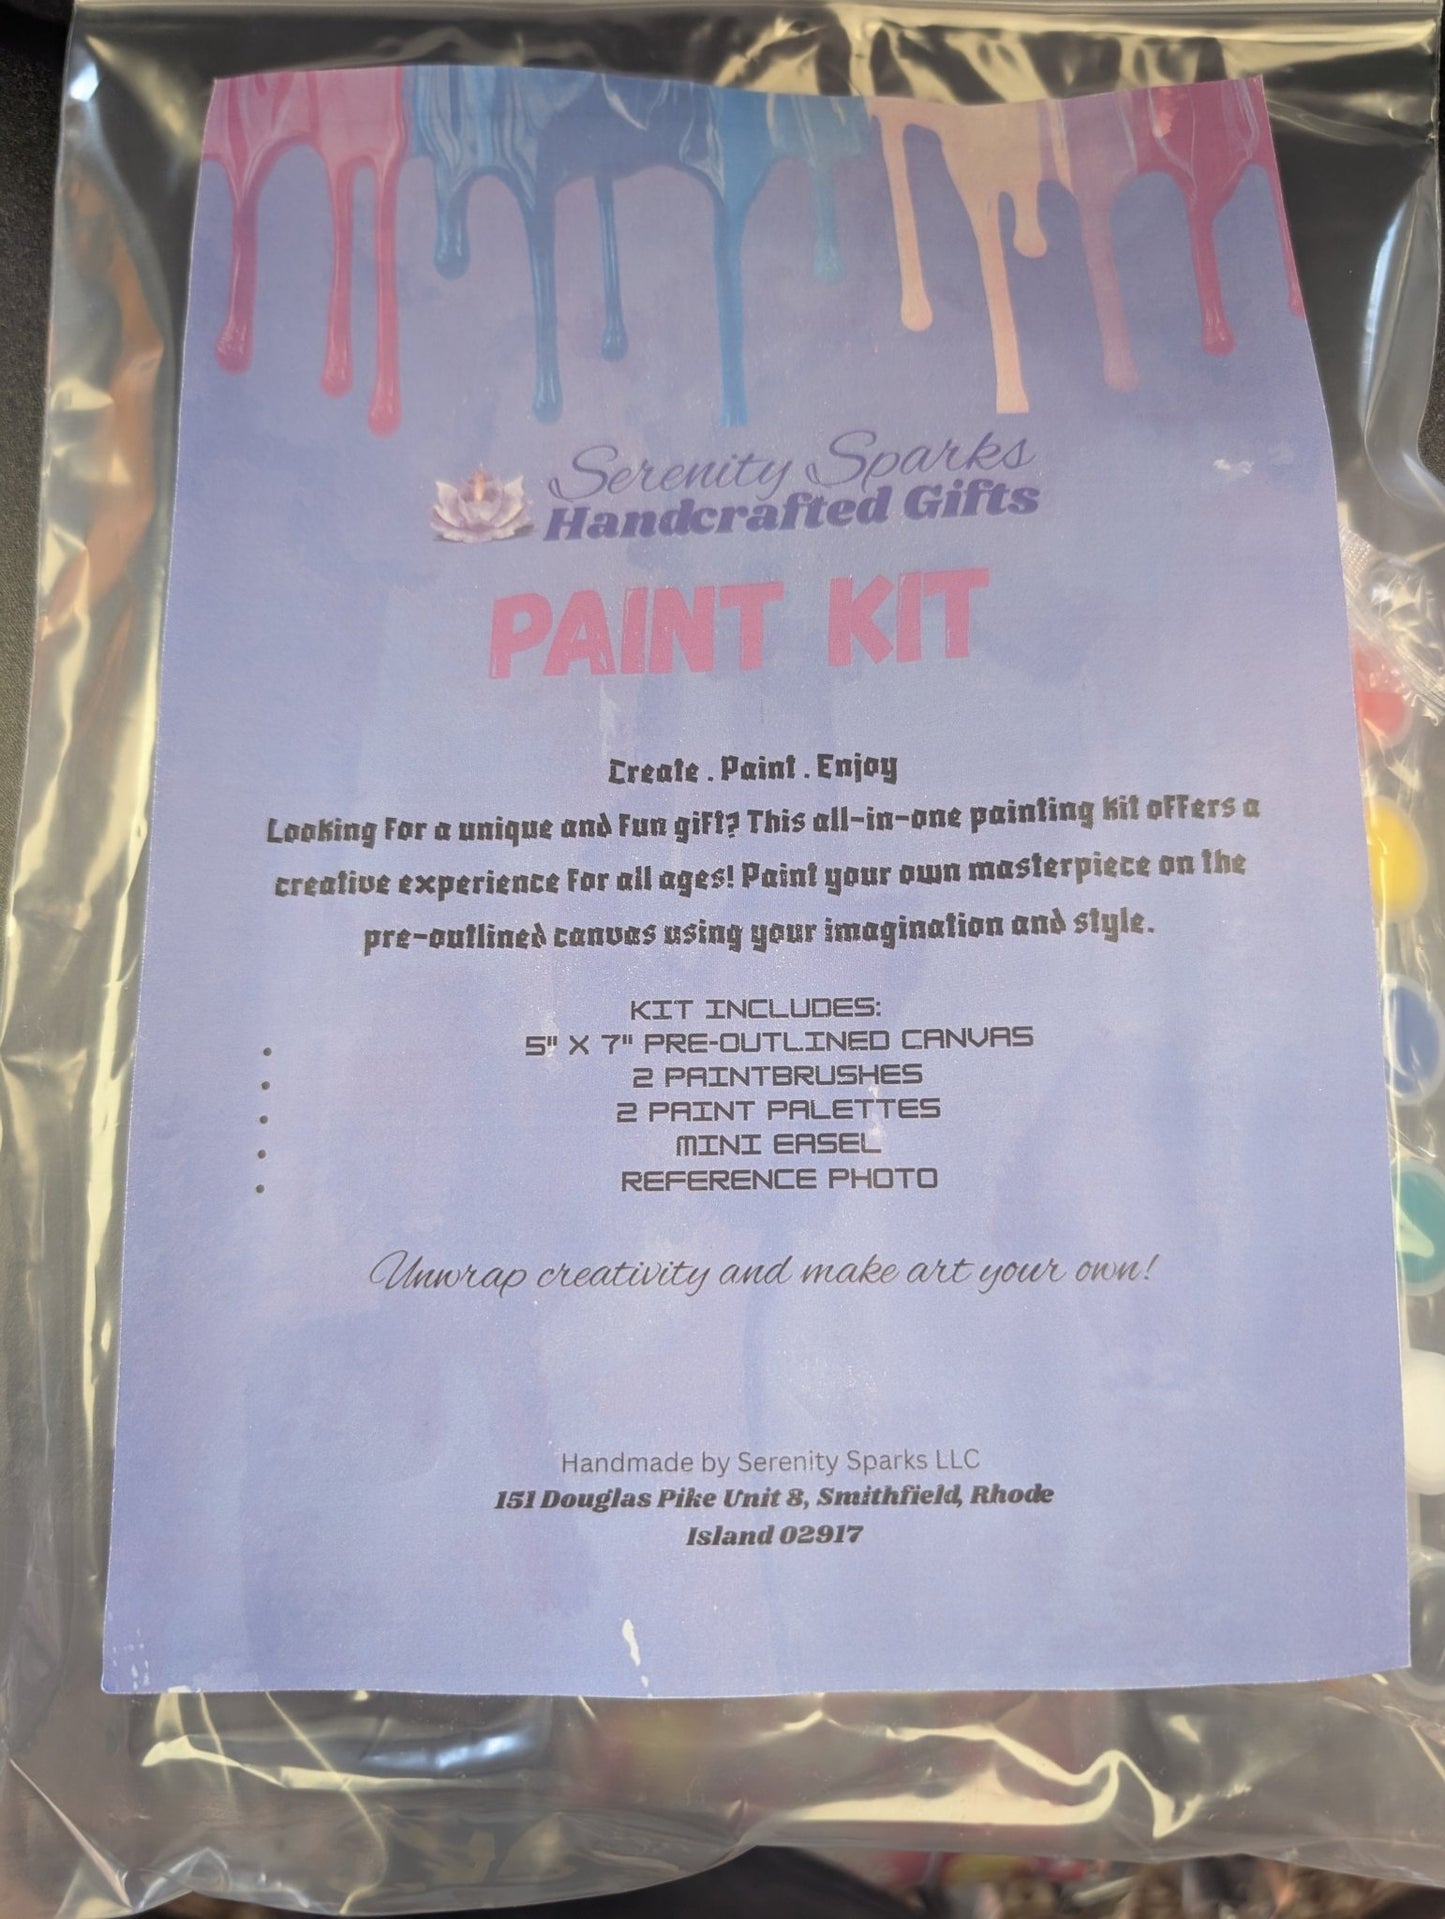 Serenity Sparks
Handcrafted Gifts
PAINT KIT
Create . Paint . Enjoy
Looking for a unique and fun gift? This all-in-one painting kit offers a
creative experience for all ages! Paint your own masterpiece on the
pre-outlined canvas using your imagination and style.
KIT INCLUDES:
• 5" X 7" PRE-OUTLINED CANVAS
• 2 PAINTBRUSHES
• 2 PAINT PALETTES
• MINI EASEL
• REFERENCE PHOTO
Unwrap creativity and make art your own!
Handmade by Serenity Sparks LLC
151 Douglas Pike Unit 8, Smithfield, Rhode
Island 02917